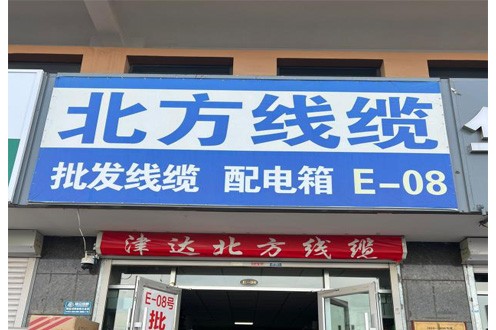 北方线缆
批发线缆 配电箱 E-08
津达北方线缆
E-08号
批